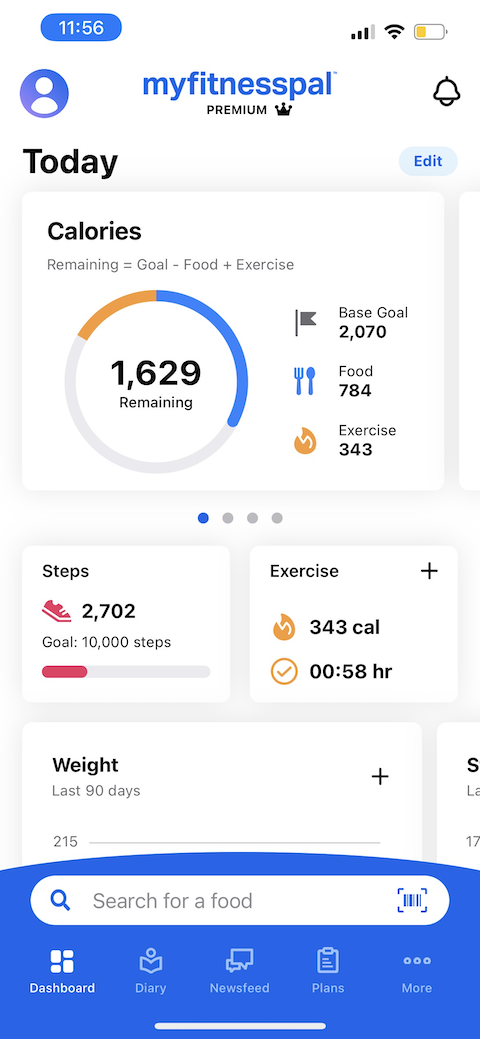 11:56
myfitnesspal™
PREMIUM
Today
Edit
Calories
Remaining = Goal - Food + Exercise
1,629
Remaining
Base Goal
2,070
Food
784
Exercise
343
Steps
2,702
Goal: 10,000 steps
Exercise
343 cal
00:58 hr
Weight
Last 90 days
215
S
La
17
Search for a food
Dashboard
Diary
Newsfeed
Plans
More